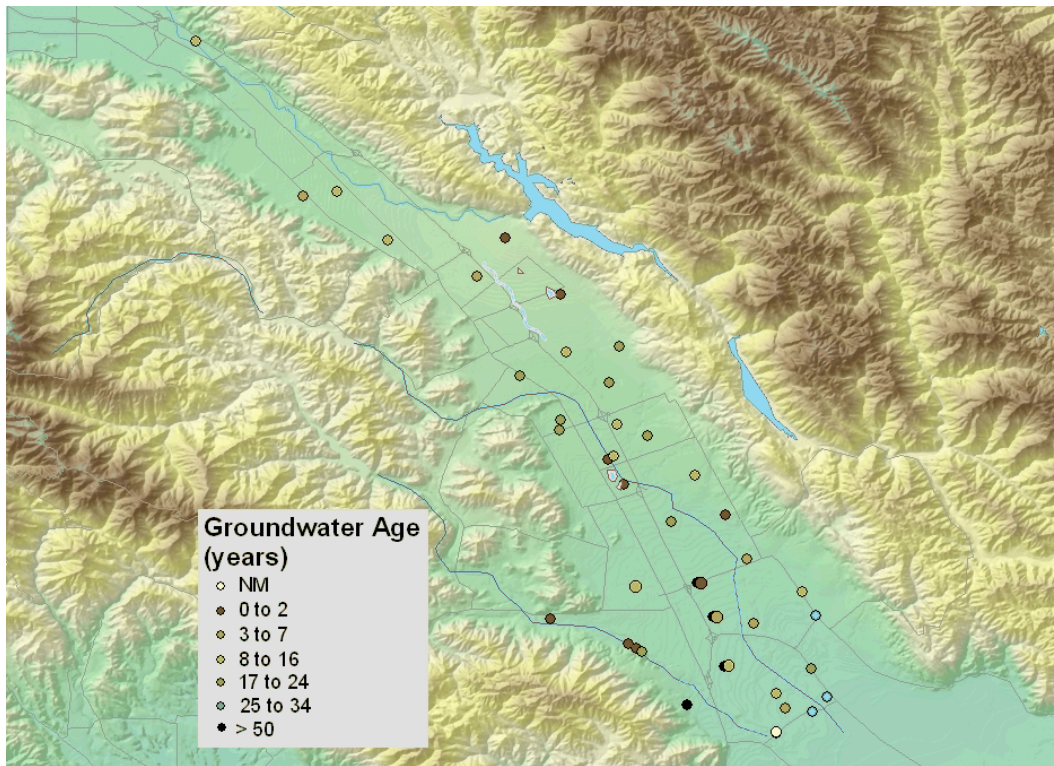 Groundwater Age
(years)
NM
0 to 2
3 to 7
8 to 16
17 to 24
25 to 34
> 50